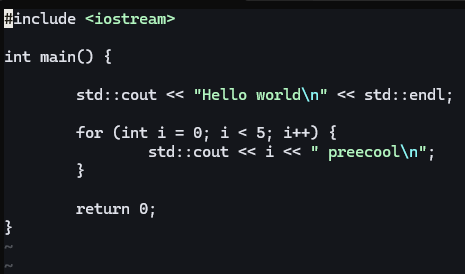 #include <iostream>

int main() {

        std::cout << "Hello world\n" << std::endl;

        for (int i = 0; i < 5; i++) {
                std::cout << i << " preecool\n";
        }

        return 0;
}
~
~